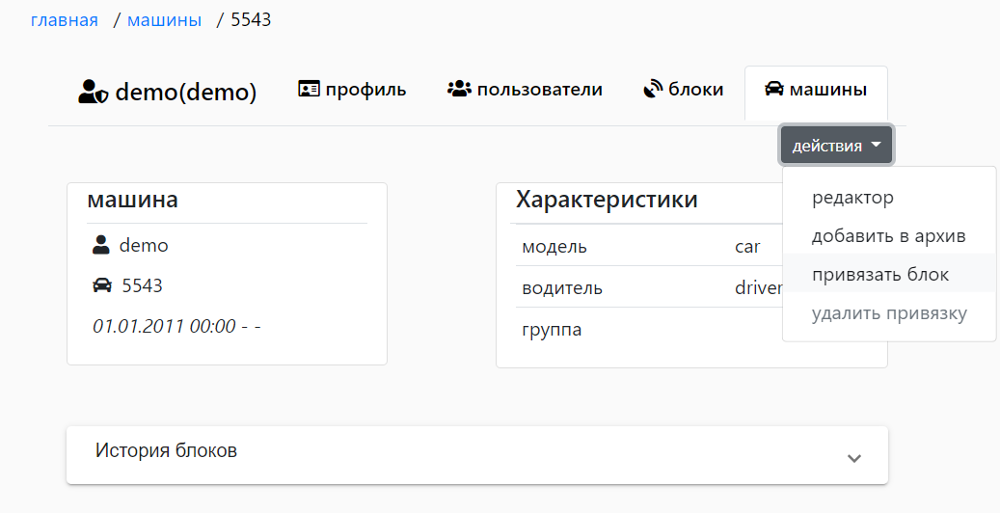 главная / машины / 5543
demo(demo) профиль пользователи блоки машины
действия
редактор
добавить в архив
привязать блок
удалить привязку
машина
demo
5543
01.01.2011 00:00 - -
Характеристики
модель car
водитель driver
группа
История блоков